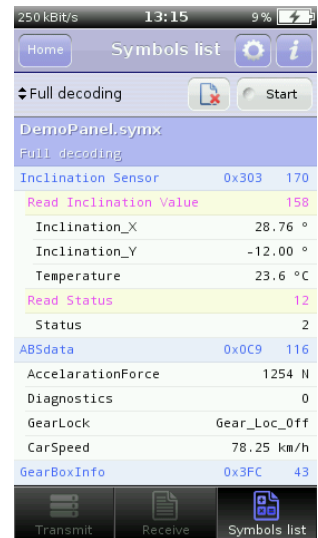 250 kBit/s 13:15 9%
Home Symbols list i
Full decoding Start
DemoPanel.symx
Full decoding
Inclination Sensor 0x303 170
Read Inclination Value 158
Inclination_X 28.76 °
Inclination_Y -12.00 °
Temperature 23.6 °C
Read Status 12
Status 2
ABSdata 0x0C9 116
AccelarationForce 1254 N
Diagnostics 0
GearLock Gear_Loc_Off
CarSpeed 78.25 km/h
GearBoxInfo 0x3FC 43
Transmit Receive Symbols list